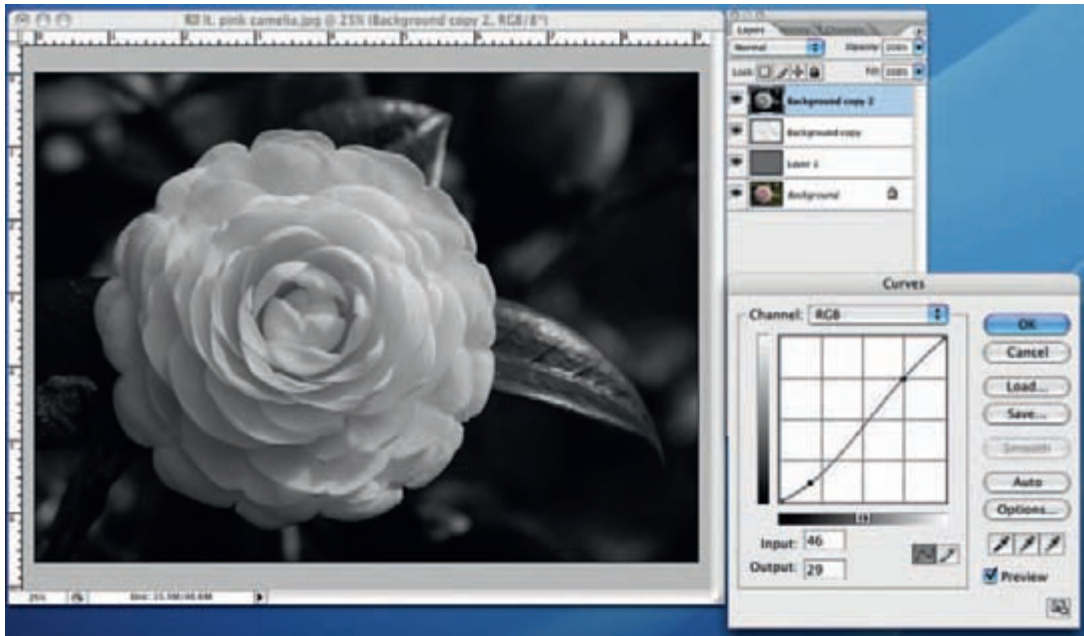 lt. pink camelia.jpg @ 25% (Background copy 2, RGB/8*)
Layers
Normal
Opacity: 100%
Lock:
Fill: 100%
Background copy 2
Background copy
Layer 1
Background
Curves
Channel: RGB
OK
Cancel
Load...
Save...
Smooth
Auto
Options...
Input: 46
Output: 29
Preview
25%